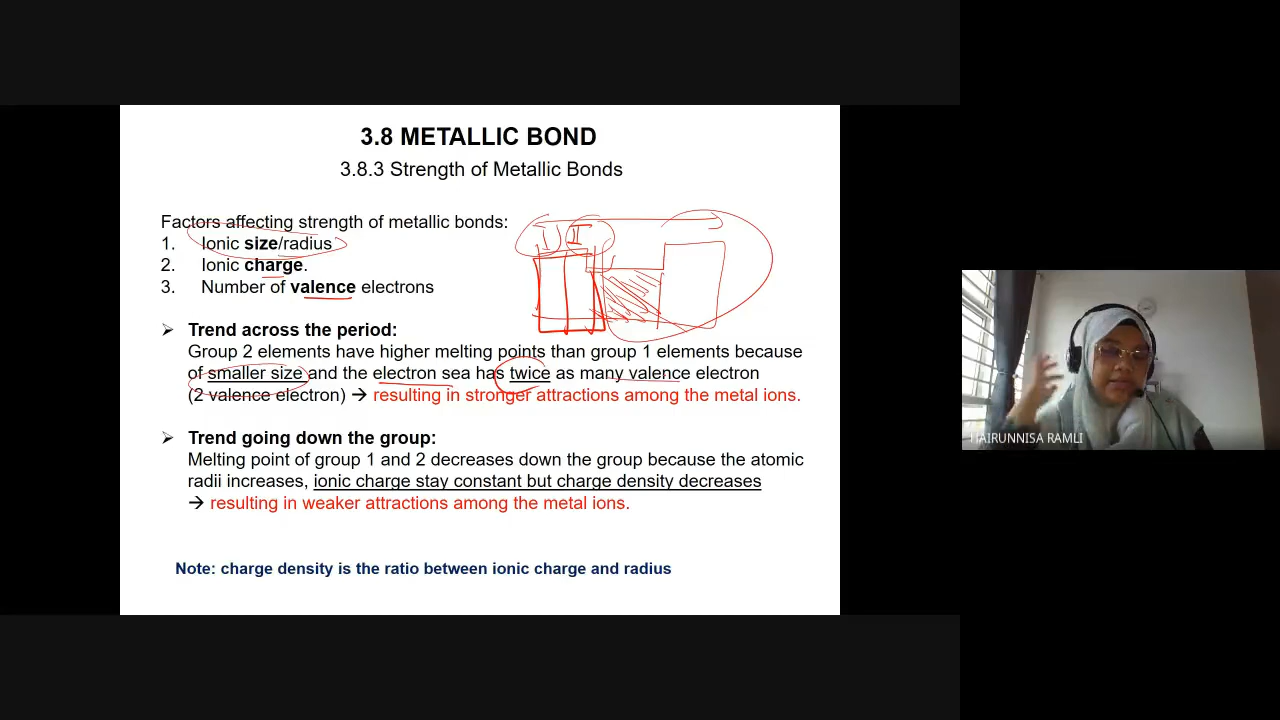 3.8 METALLIC BOND
3.8.3 Strength of Metallic Bonds
Factors affecting strength of metallic bonds:
1. Ionic size/radius
2. Ionic charge.
3. Number of valence electrons
I II
➢ Trend across the period:
Group 2 elements have higher melting points than group 1 elements because
of smaller size and the electron sea has twice as many valence electron
(2 valence electron) → resulting in stronger attractions among the metal ions.
➢ Trend going down the group:
Melting point of group 1 and 2 decreases down the group because the atomic
radii increases, ionic charge stay constant but charge density decreases
→ resulting in weaker attractions among the metal ions.
Note: charge density is the ratio between ionic charge and radius
HAIRUNNISA RAMLI